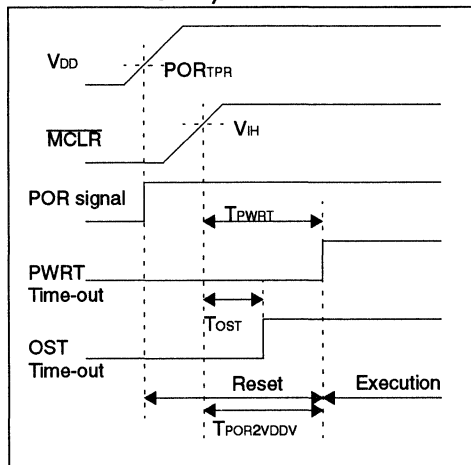 VDD
PORTPR
MCLR
VIH
POR signal
TPWRT
PWRT
Time-out
TOST
OST
Time-out
Reset
Execution
TPOR2VDDV